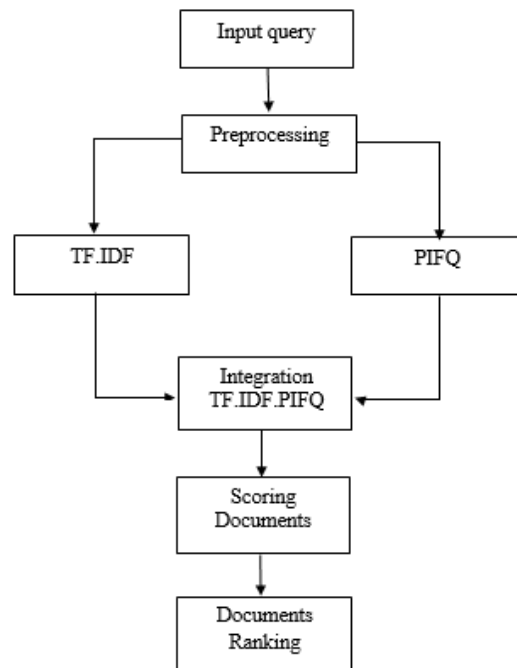 Input query
Preprocessing
TF.IDF
PIFQ
Integration
TF.IDF.PIFQ
Scoring
Documents
Documents
Ranking